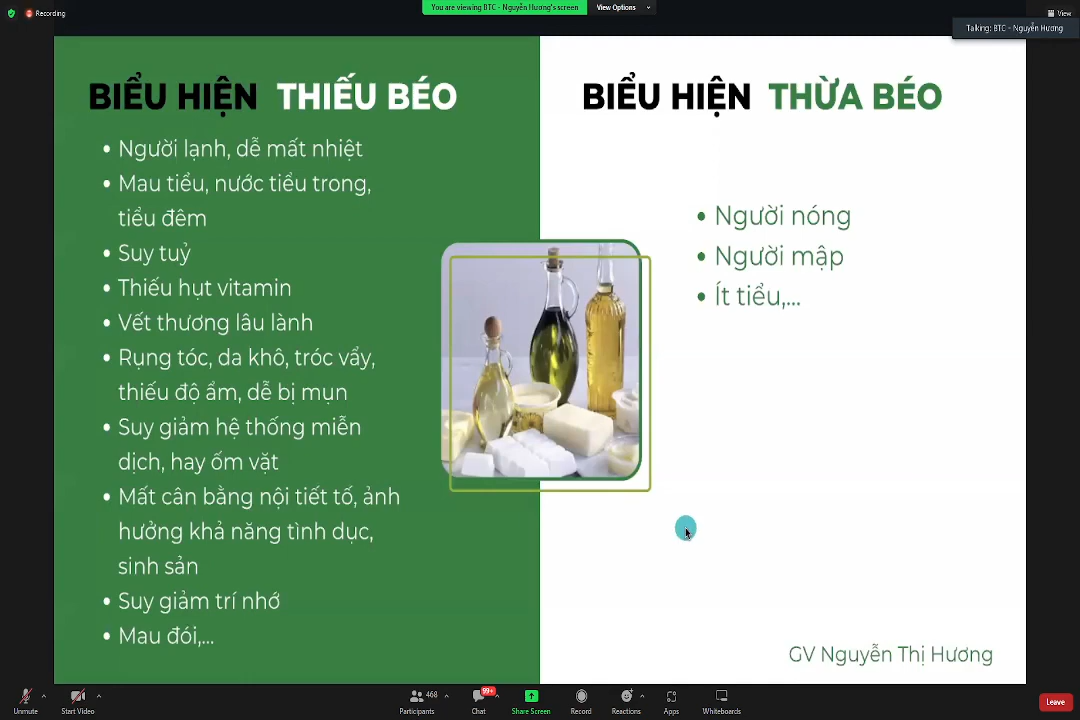 Recording
You are viewing BTC - Nguyễn Hương's screen
View Options
View
Talking: BTC - Nguyễn Hương
BIỂU HIỆN THIẾU BÉO
• Người lạnh, dễ mất nhiệt
• Mau tiểu, nước tiểu trong,
tiểu đêm
• Suy tuỷ
• Thiếu hụt vitamin
• Vết thương lâu lành
• Rụng tóc, da khô, tróc vẩy,
thiếu độ ẩm, dễ bị mụn
• Suy giảm hệ thống miễn
dịch, hay ốm vặt
• Mất cân bằng nội tiết tố, ảnh
hưởng khả năng tình dục,
sinh sản
• Suy giảm trí nhớ
• Mau đói,...
BIỂU HIỆN THỪA BÉO
• Người nóng
• Người mập
• Ít tiểu,...
GV Nguyễn Thị Hương
Unmute
Start Video
468
Participants
99+
Chat
Share Screen
Record
Reactions
Apps
Whiteboards
Leave